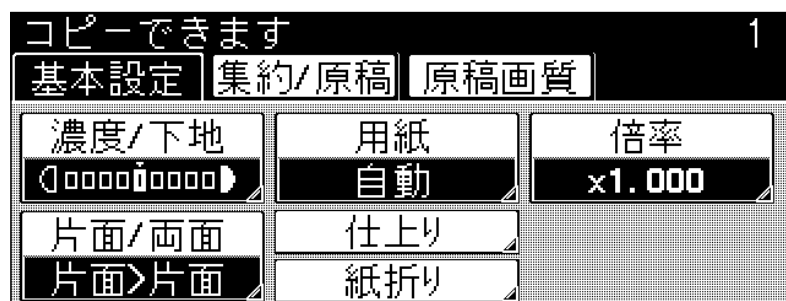 コピーできます 1
基本設定 集約/原稿 原稿画質
濃度/下地 用紙 倍率
自動 x1.000
片面/両面 仕上り
片面>片面 紙折り